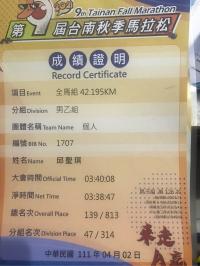 9th Tainan Fall Marathon
第
屆台南秋季馬拉松
成績證明
Record Certificate
項目Event 全馬組 42.195KM
分組Division 男乙組
團體名稱Team Name 個人
編號BIB No. 1707
姓名Name 邱聖琪
大會時間Official Time 03:40:08
淨時間Net Time 03:38:47
總名次Overall Place 139 / 813
分組名次Division Place 47 / 314
中華民國 111 年 04 月 02 日